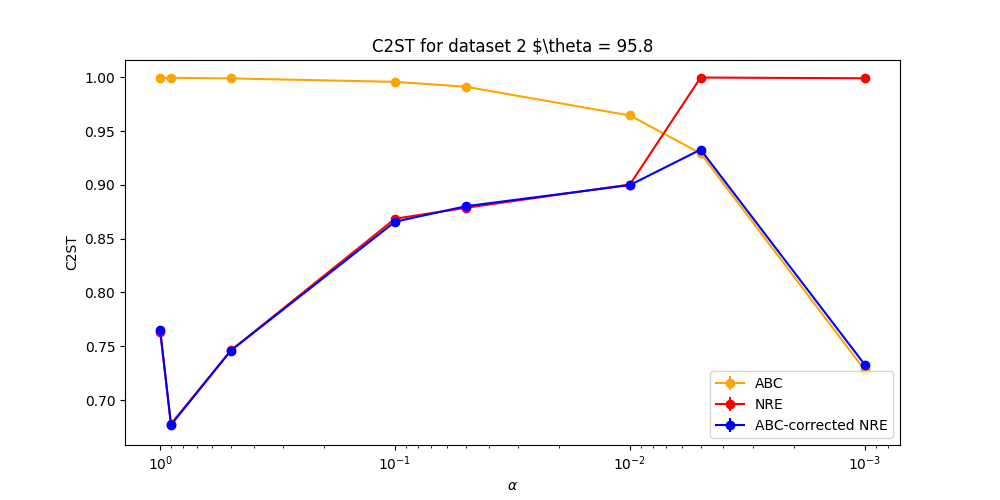 C2ST for dataset 2 $\theta = 95.8
C2ST
1.00
0.95
0.90
0.85
0.80
0.75
0.70
10⁰
10⁻¹
10⁻²
10⁻³
α
ABC
NRE
ABC-corrected NRE